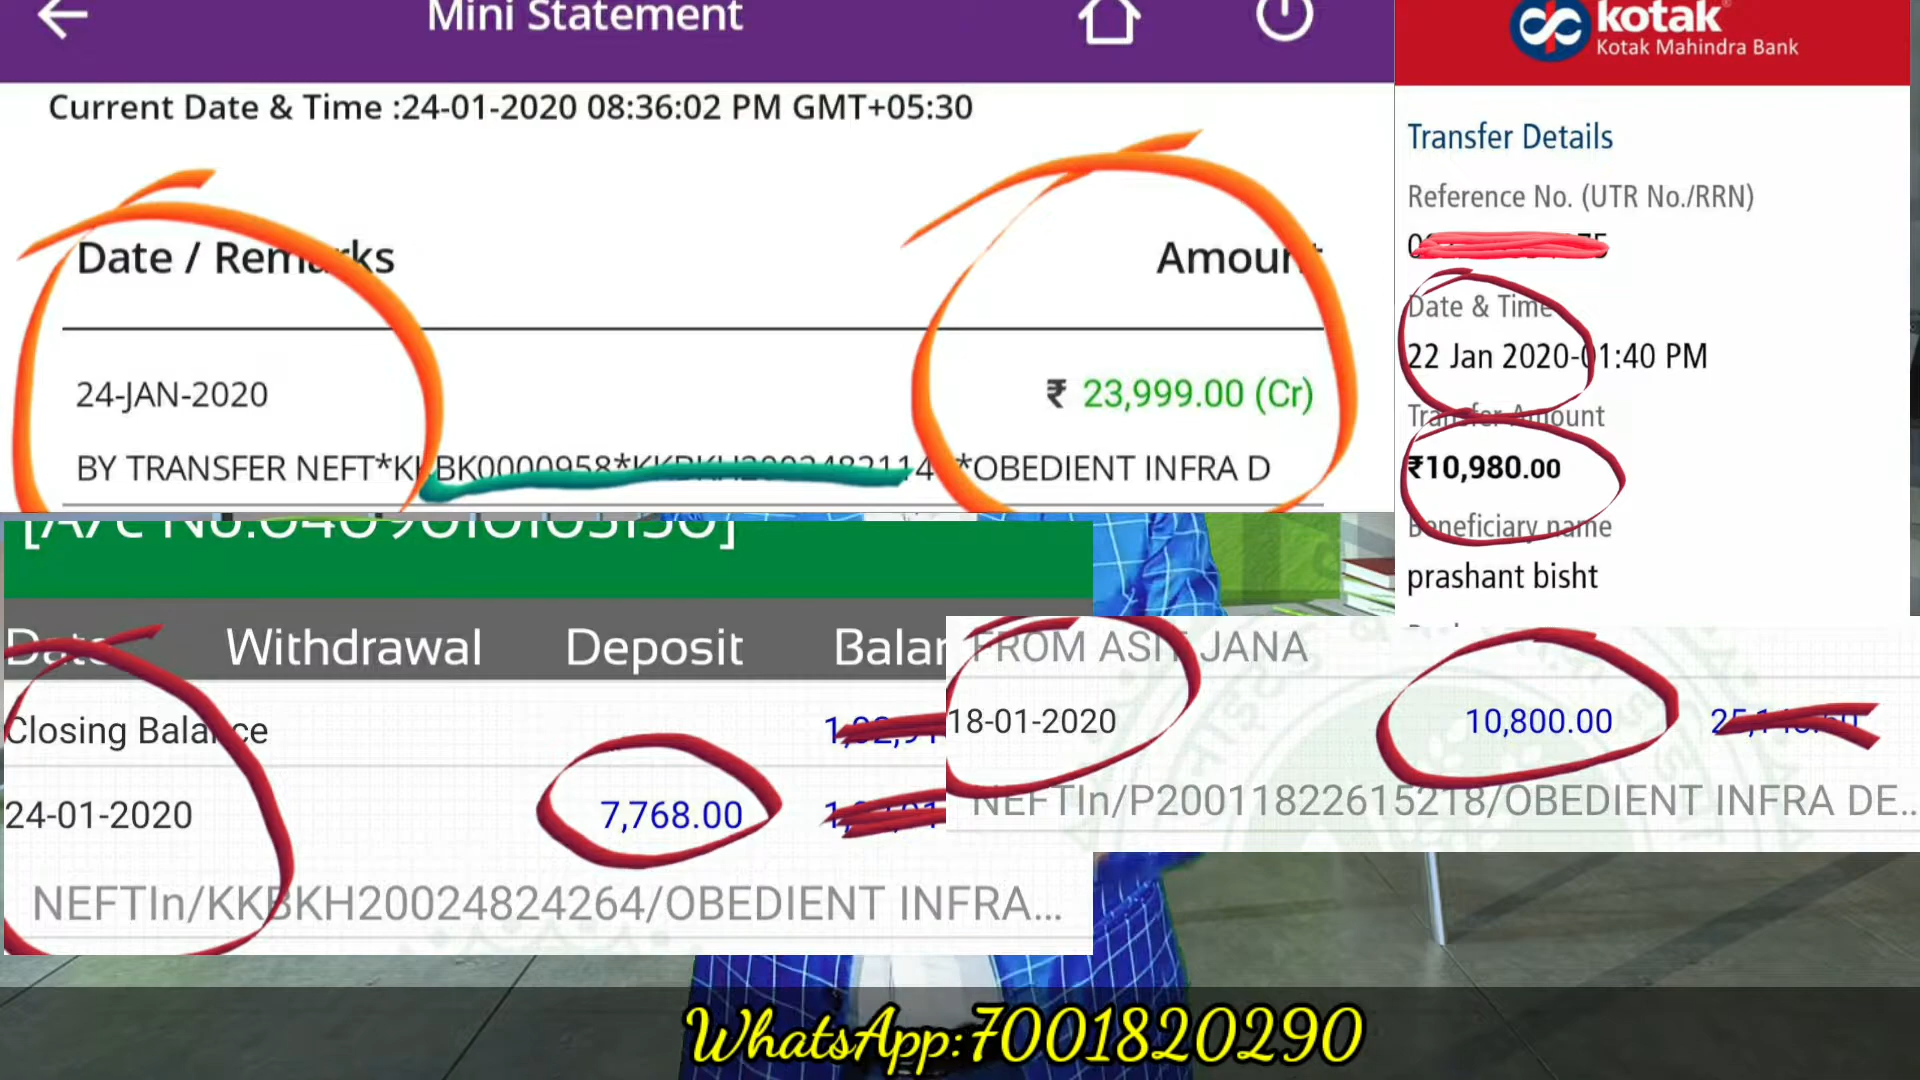 Mini Statement
Current Date & Time :24-01-2020 08:36:02 PM GMT+05:30
Date / Remarks
Amount
24-JAN-2020
₹ 23,999.00 (Cr)
BY TRANSFER NEFT*KKBK0000958*KKBKH2002482114 *OBEDIENT INFRA D
kotak
Kotak Mahindra Bank
Transfer Details
Reference No. (UTR No./RRN)
Date & Time
22 Jan 2020-01:40 PM
Transfer Amount
₹10,980.00
Beneficiary name
prashant bisht
Date Withdrawal Deposit
Closing Balance
24-01-2020 7,768.00
NEFTIn/KKBKH20024824264/OBEDIENT INFRA...
FROM ASIT JANA
18-01-2020 10,800.00
NEFTIn/P20011822615218/OBEDIENT INFRA DE..
WhatsApp:7001820290